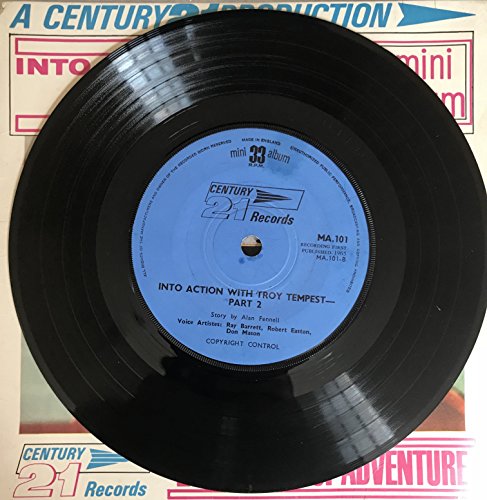 A CENTURY 21 PRODUCTION
INTO
mini
MADE IN ENGLAND
mini 33 album
R.P.M.
CENTURY
21 Records
MA.101
RECORDING FIRST
PUBLISHED 1965
MA.101-B
INTO ACTION WITH TROY TEMPEST—
PART 2
Story by Alan Fennell
Voice Artistes: Ray Barrett, Robert Easton,
Don Mason
COPYRIGHT CONTROL
CENTURY
21 Records
ADVENTURE